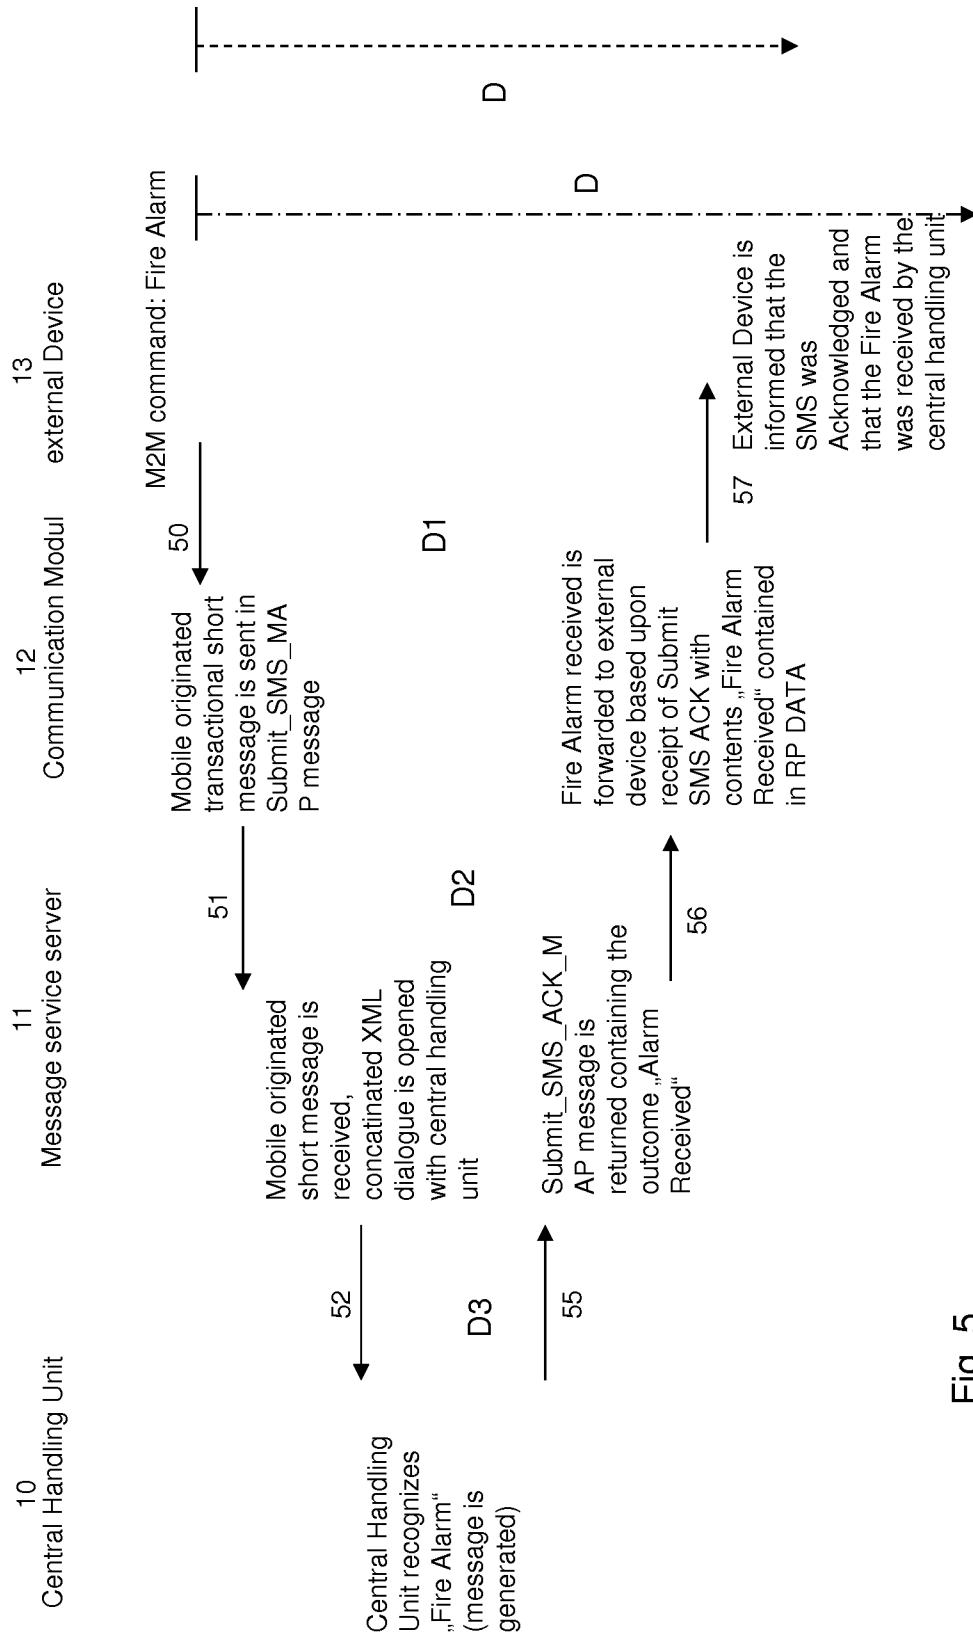 10
Central Handling Unit
11
Message service server
12
Communication Modul
13
external Device
M2M command: Fire Alarm
50
Mobile originated
transactional short
message is sent in
Submit_SMS_MA
P message
51
Mobile originated
short message is
received,
concatinated XML
dialogue is opened
with central handling
unit
52
Central Handling
Unit recognizes
„Fire Alarm“
(message is
generated)
D3
D2
D1
D
D
55
Submit_SMS_ACK_M
AP message is
returned containing the
outcome „Alarm
Received“
56
Fire Alarm received is
forwarded to external
device based upon
receipt of Submit
SMS ACK with
contents „Fire Alarm
Received“ contained
in RP DATA
57
External Device is
informed that the
SMS was
Acknowledged and
that the Fire Alarm
was received by the
central handling unit
Fig. 5